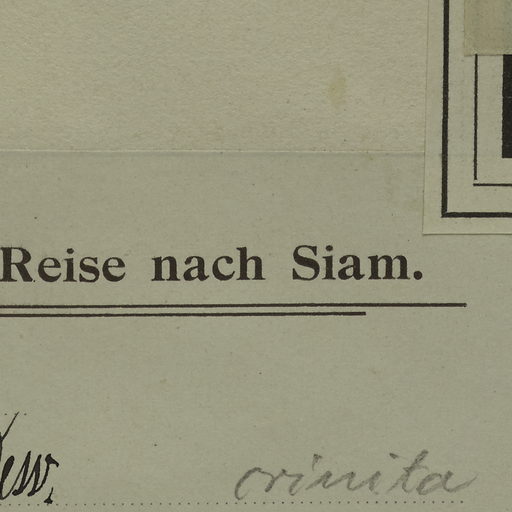 Reise nach Siam.
crinita